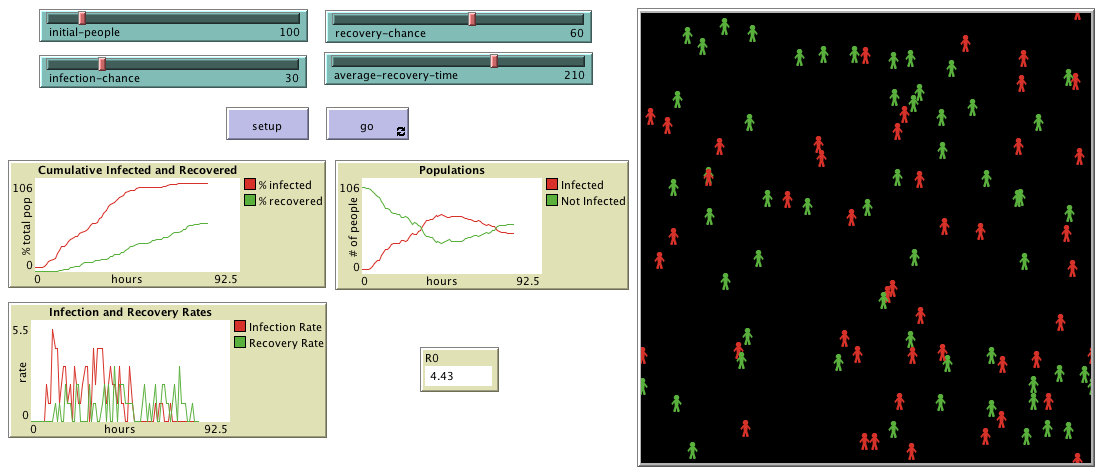 initial-people 100
recovery-chance 60
infection-chance 30
average-recovery-time 210
setup
go
Cumulative Infected and Recovered
% infected
% recovered
106
% total pop
0
0 hours 92.5
Populations
Infected
Not Infected
106
# of people
0
0 hours 92.5
Infection and Recovery Rates
Infection Rate
Recovery Rate
5.5
rate
0
0 hours 92.5
R0
4.43